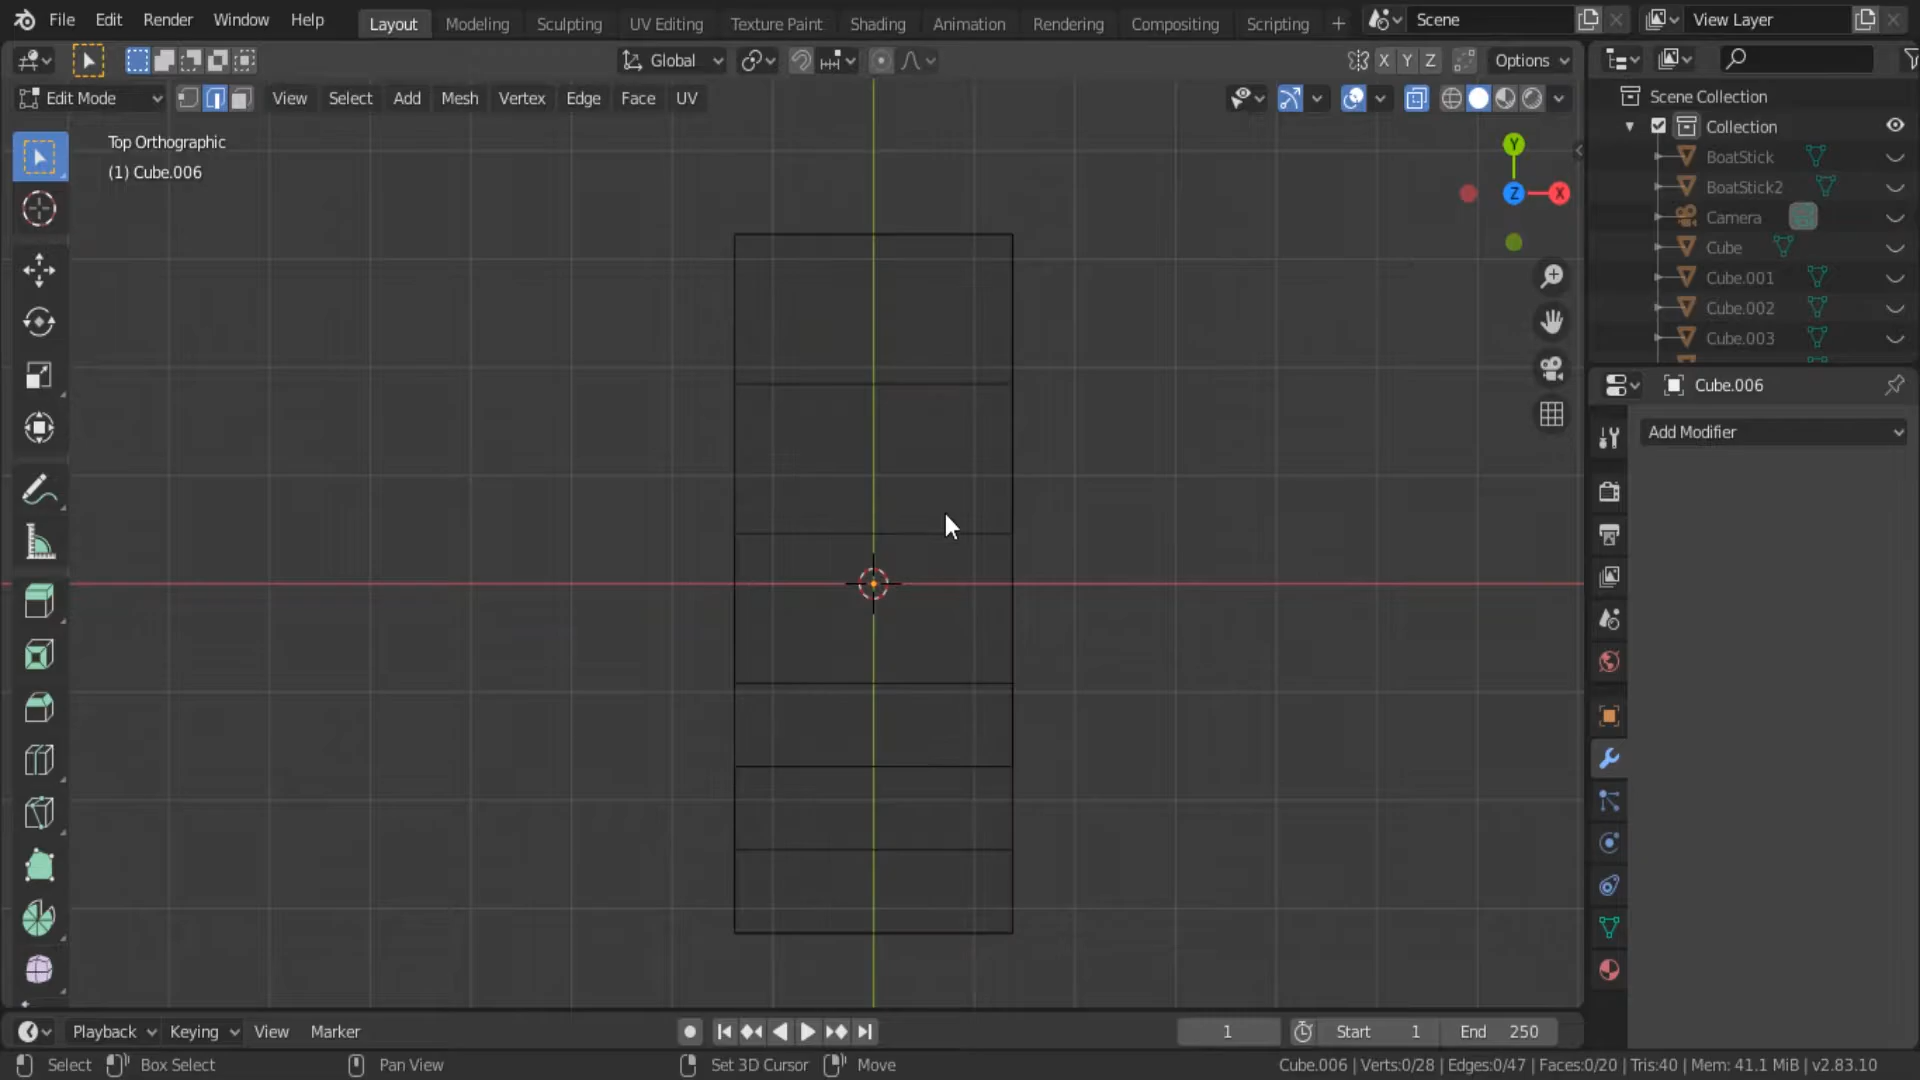 File Edit Render Window Help Layout Modeling Sculpting UV Editing Texture Paint Shading Animation Rendering Compositing Scripting + Scene View Layer
Global X Y Z Options
Edit Mode View Select Add Mesh Vertex Edge Face UV
Scene Collection
Collection
Top Orthographic
(1) Cube.006
Y
Z
X
BoatStick
BoatStick2
Camera
Cube
Cube.001
Cube.002
Cube.003
Cube.006
Add Modifier
Playback Keying View Marker 1 Start 1 End 250
Select Box Select Pan View Set 3D Cursor Move Cube.006 | Verts:0/28 | Edges:0/47 | Faces:0/20 | Tris:40 | Mem: 41.1 MiB | v2.83.10